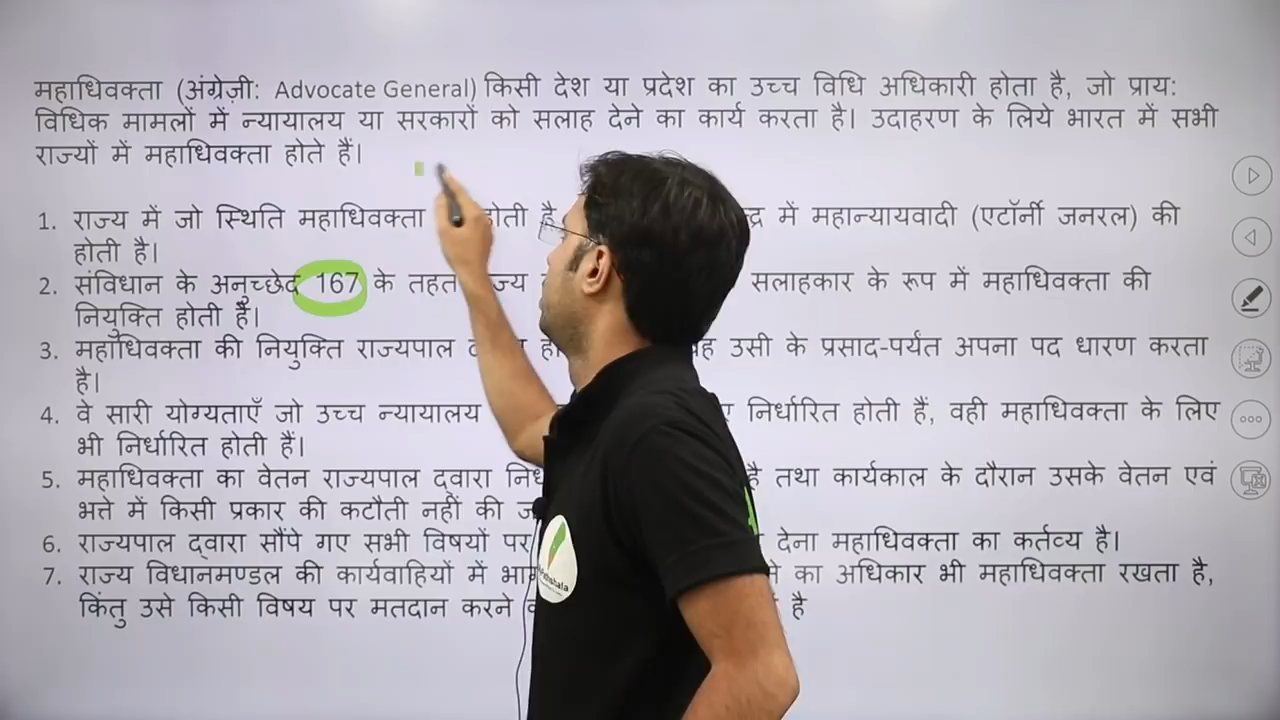 महाधिवक्ता (अंग्रेज़ी: Advocate General) किसी देश या प्रदेश का उच्च विधि अधिकारी होता है, जो प्राय:
विधिक मामलों में न्यायालय या सरकारों को सलाह देने का कार्य करता है। उदाहरण के लिये भारत में सभी
राज्यों में महाधिवक्ता होते हैं।
1. राज्य में जो स्थिति महाधिवक्ता होती है में महान्यायवादी (एटॉर्नी जनरल) की
होती है।
2. संविधान के अनुच्छेद 167 के तहत सलाहकार के रूप में महाधिवक्ता की
नियुक्ति होती है।
3. महाधिवक्ता की नियुक्ति राज्यपाल उसी के प्रसाद-पर्यंत अपना पद धारण करता
है।
4. वे सारी योग्यताएँ जो उच्च न्यायालय निर्धारित होती हैं, वही महाधिवक्ता के लिए
भी निर्धारित होती हैं।
5. महाधिवक्ता का वेतन राज्यपाल द्वारा है तथा कार्यकाल के दौरान उसके वेतन एवं
भत्ते में किसी प्रकार की कटौती नहीं की
6. राज्यपाल द्वारा सौंपे गए सभी विषयों पर देना महाधिवक्ता का कर्तव्य है।
7. राज्य विधानमण्डल की कार्यवाहियों में का अधिकार भी महाधिवक्ता रखता है,
किंतु उसे किसी विषय पर मतदान करने है